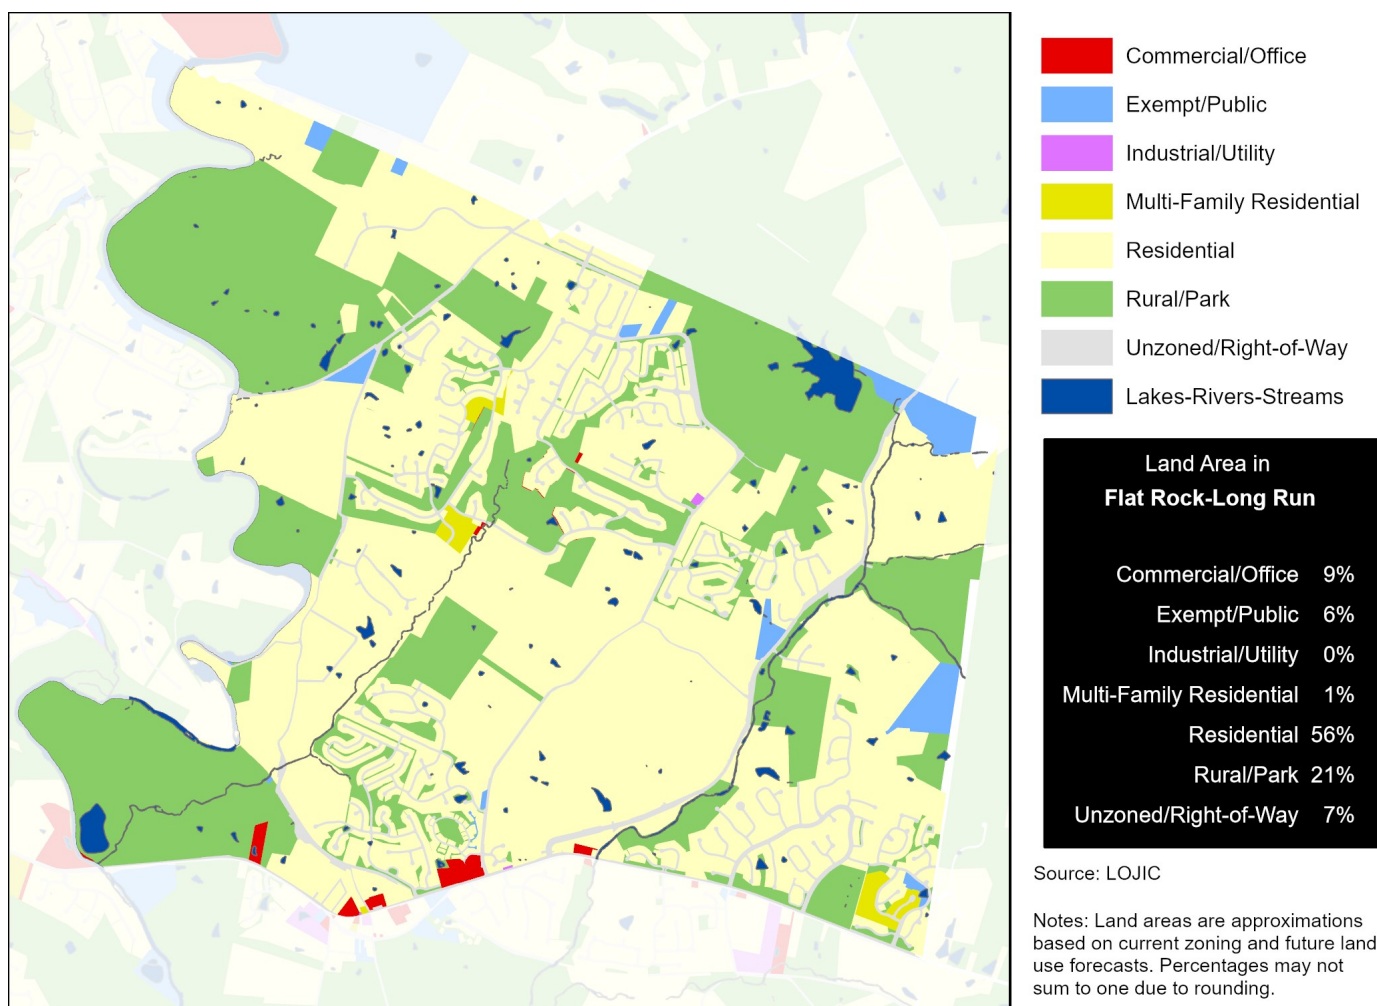 Commercial/Office
Exempt/Public
Industrial/Utility
Multi-Family Residential
Residential
Rural/Park
Unzoned/Right-of-Way
Lakes-Rivers-Streams
Land Area in
Flat Rock-Long Run
Commercial/Office 9%
Exempt/Public 6%
Industrial/Utility 0%
Multi-Family Residential 1%
Residential 56%
Rural/Park 21%
Unzoned/Right-of-Way 7%
Source: LOJIC
Notes: Land areas are approximations
based on current zoning and future land
use forecasts. Percentages may not
sum to one due to rounding.